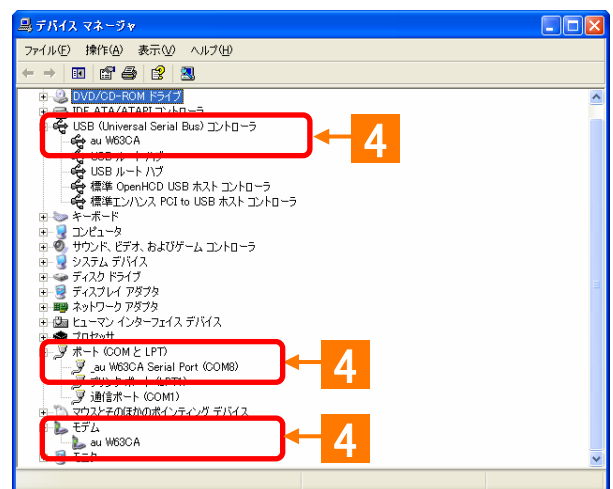 デバイス マネージャ
ファイル(F) 操作(A) 表示(V) ヘルプ(H)
DVD/CD-ROM ドライブ
IDE ATA/ATAPI コントローラ
USB (Universal Serial Bus) コントローラ
au W63CA
4
USB ルート ハブ
USB ルート ハブ
標準 OpenHCD USB ホスト コントローラ
標準エンハンス PCI to USB ホスト コントローラ
キーボード
コンピュータ
サウンド、ビデオ、およびゲーム コントローラ
システム デバイス
ディスク ドライブ
ディスプレイ アダプタ
ネットワーク アダプタ
ヒューマン インターフェイス デバイス
プロセッサ
ポート (COM と LPT)
_au W63CA Serial Port (COM8)
4
プリンタ ポート (LPT1)
通信ポート (COM1)
マウスとそのほかのポインティング デバイス
モデム
au W63CA
4
モニタ